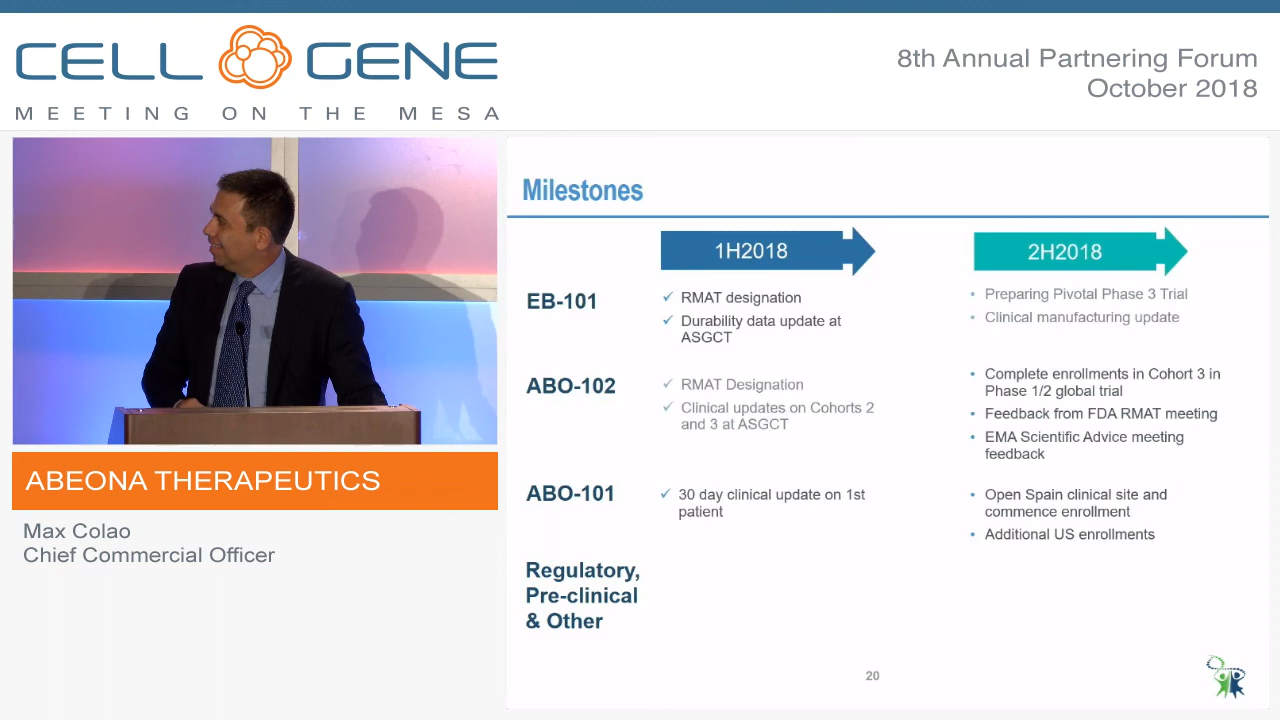 CELL GENE
MEETING ON THE MESA
8th Annual Partnering Forum
October 2018
Milestones
1H2018
2H2018
EB-101
✓ RMAT designation
✓ Durability data update at
ASGCT
• Preparing Pivotal Phase 3 Trial
• Clinical manufacturing update
ABO-102
✓ RMAT Designation
✓ Clinical updates on Cohorts 2
and 3 at ASGCT
• Complete enrollments in Cohort 3 in
Phase 1/2 global trial
• Feedback from FDA RMAT meeting
• EMA Scientific Advice meeting
feedback
ABO-101
✓ 30 day clinical update on 1st
patient
• Open Spain clinical site and
commence enrollment
• Additional US enrollments
Regulatory,
Pre-clinical
& Other
20
ABEONA THERAPEUTICS
Max Colao
Chief Commercial Officer